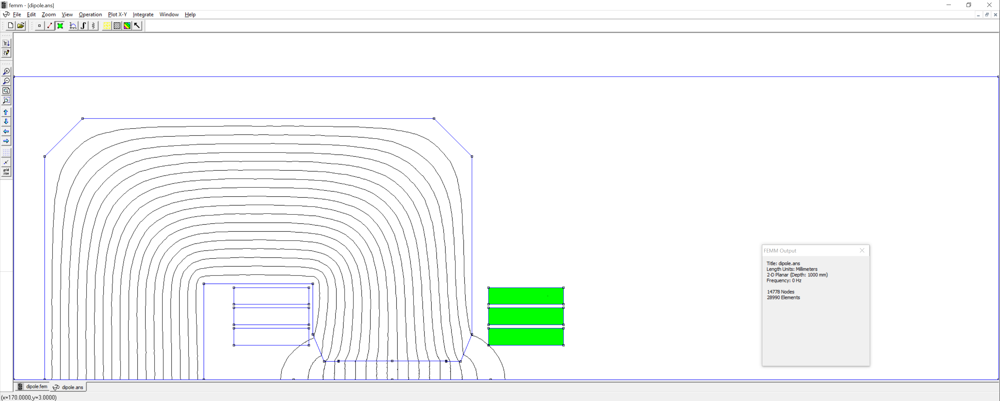 femm - [dipole.ans]
File Edit Zoom View Operation Plot X-Y Integrate Window Help
grid
size
FEMM Output
Title: dipole.ans
Length Units: Millimeters
2-D Planar (Depth: 1000 mm)
Frequency: 0 Hz
14778 Nodes
28990 Elements
dipole.fem dipole.ans
(x=170.0000,y=3.0000)